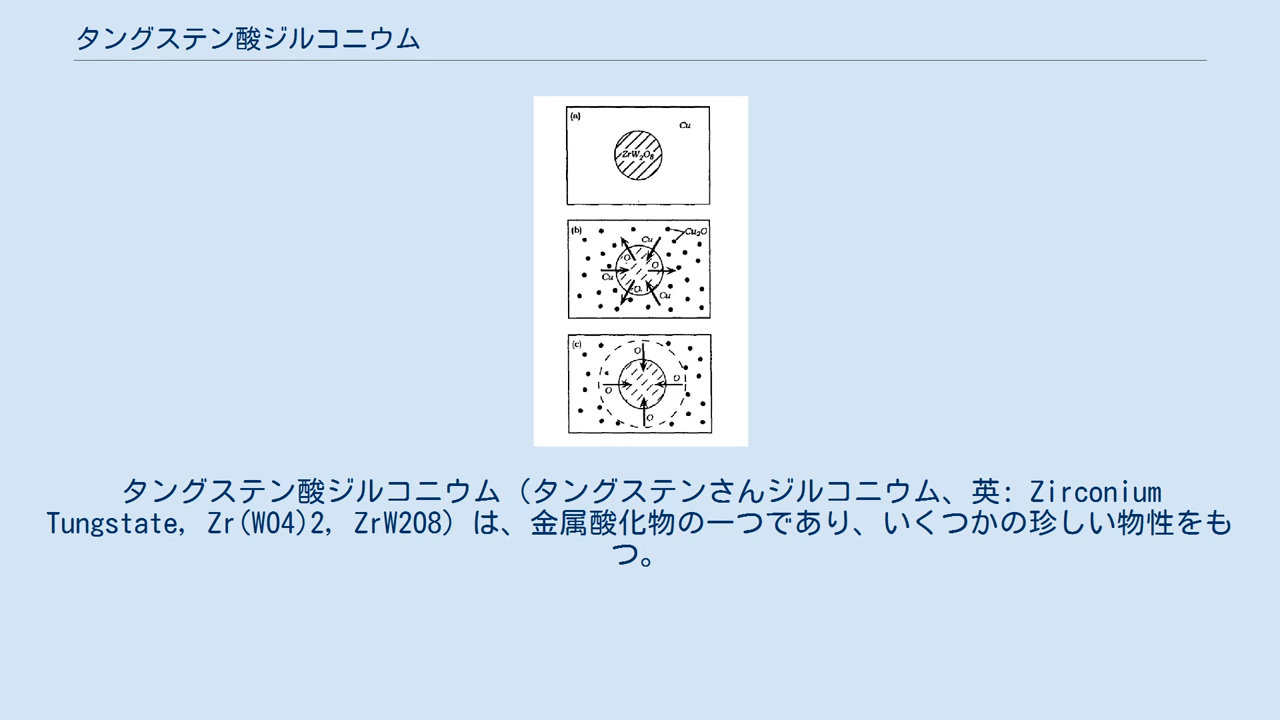 タングステン酸ジルコニウム
(a)
Cu
ZrW₂O₈
(b)
Cu₂O
Cu
O
O
Cu
O
Cu
(c)
O
O
O
O
タングステン酸ジルコニウム（タングステンさんジルコニウム、英: Zirconium
Tungstate, Zr(WO4)2, ZrW2O8）は、金属酸化物の一つであり、いくつかの珍しい物性をも
つ。